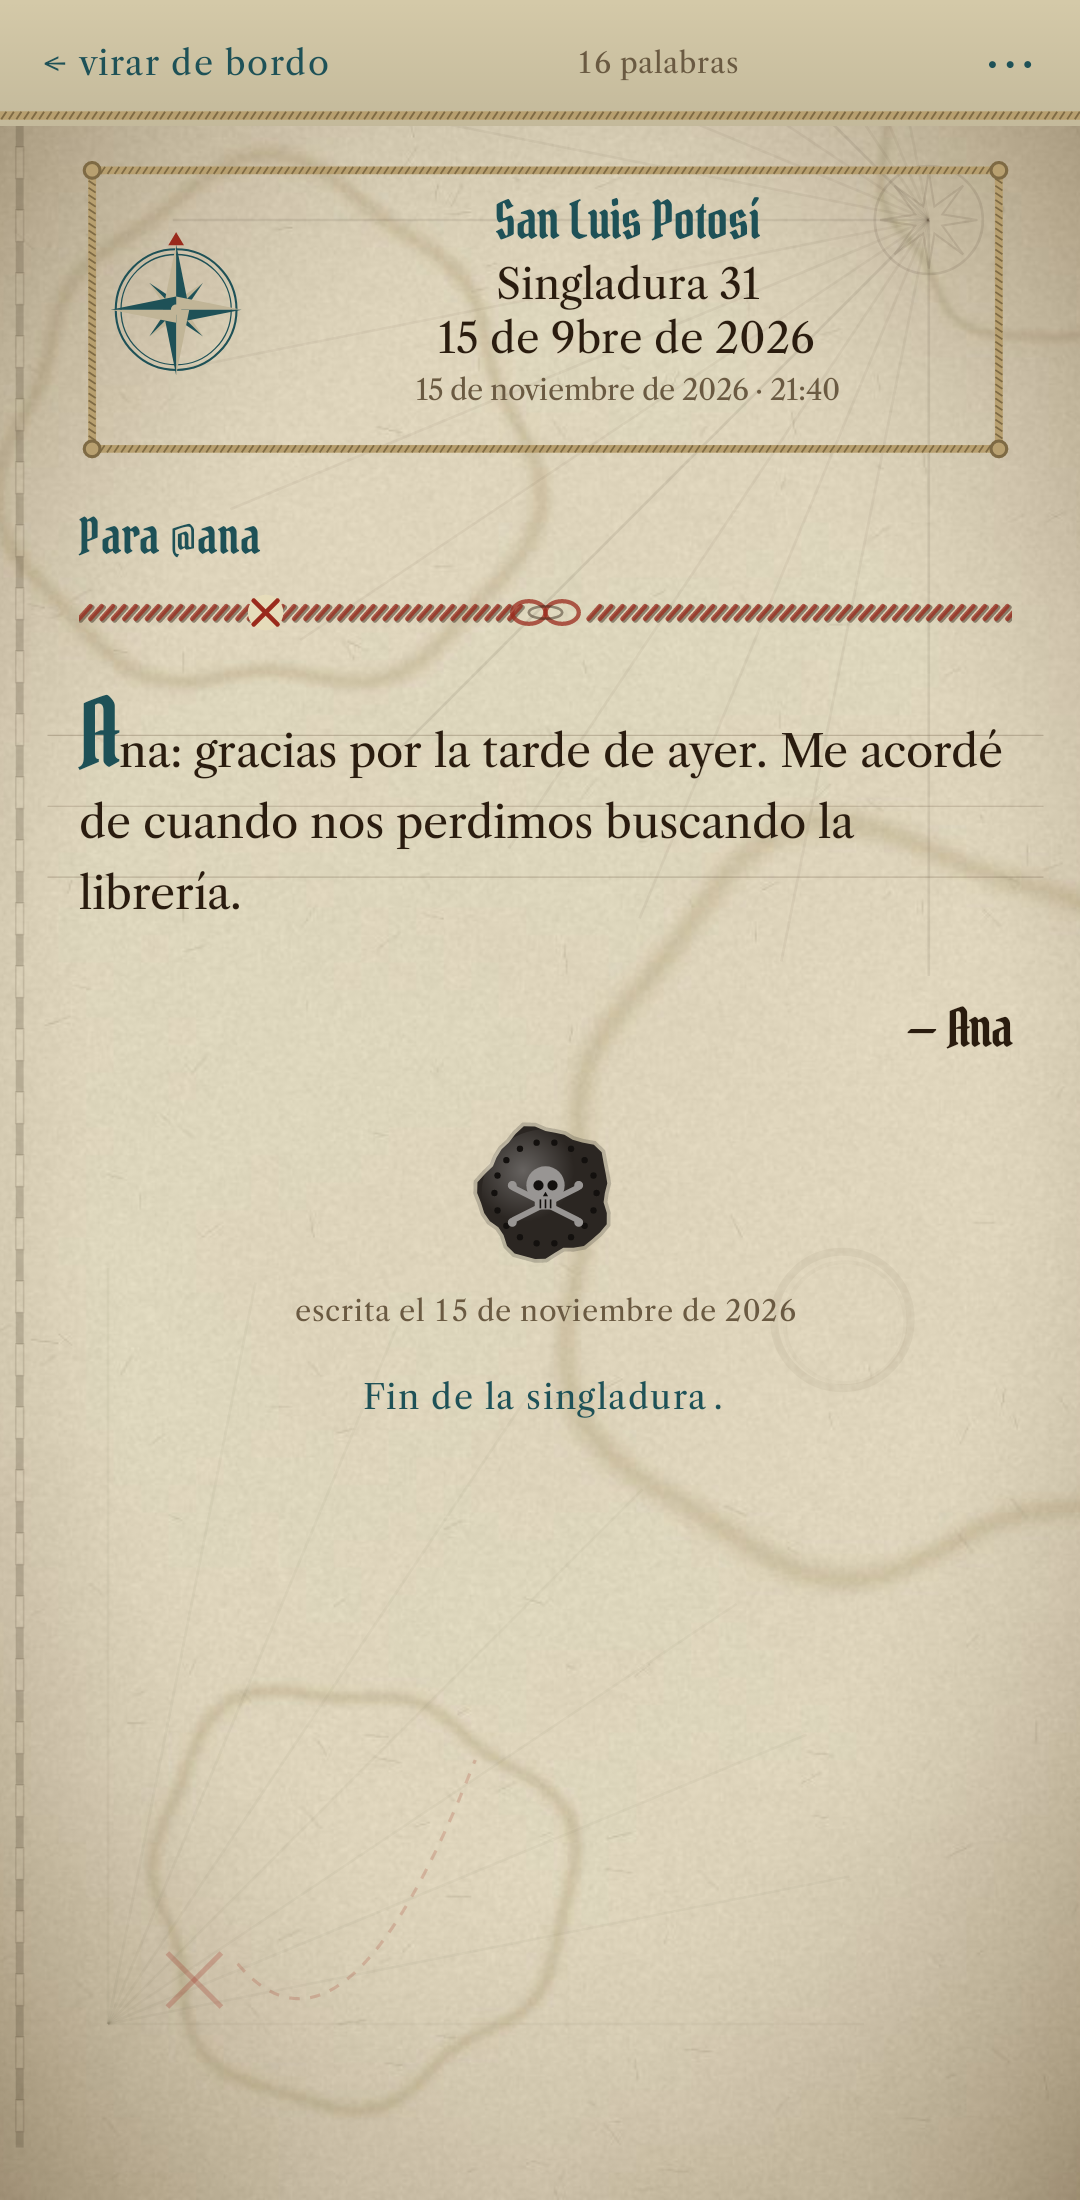 ← virar de bordo
16 palabras
...
San Luis Potosí
Singladura 31
15 de 9bre de 2026
15 de noviembre de 2026 · 21:40
Para @ana
Ana: gracias por la tarde de ayer. Me acordé
de cuando nos perdimos buscando la
librería.
— Ana
escrita el 15 de noviembre de 2026
Fin de la singladura.